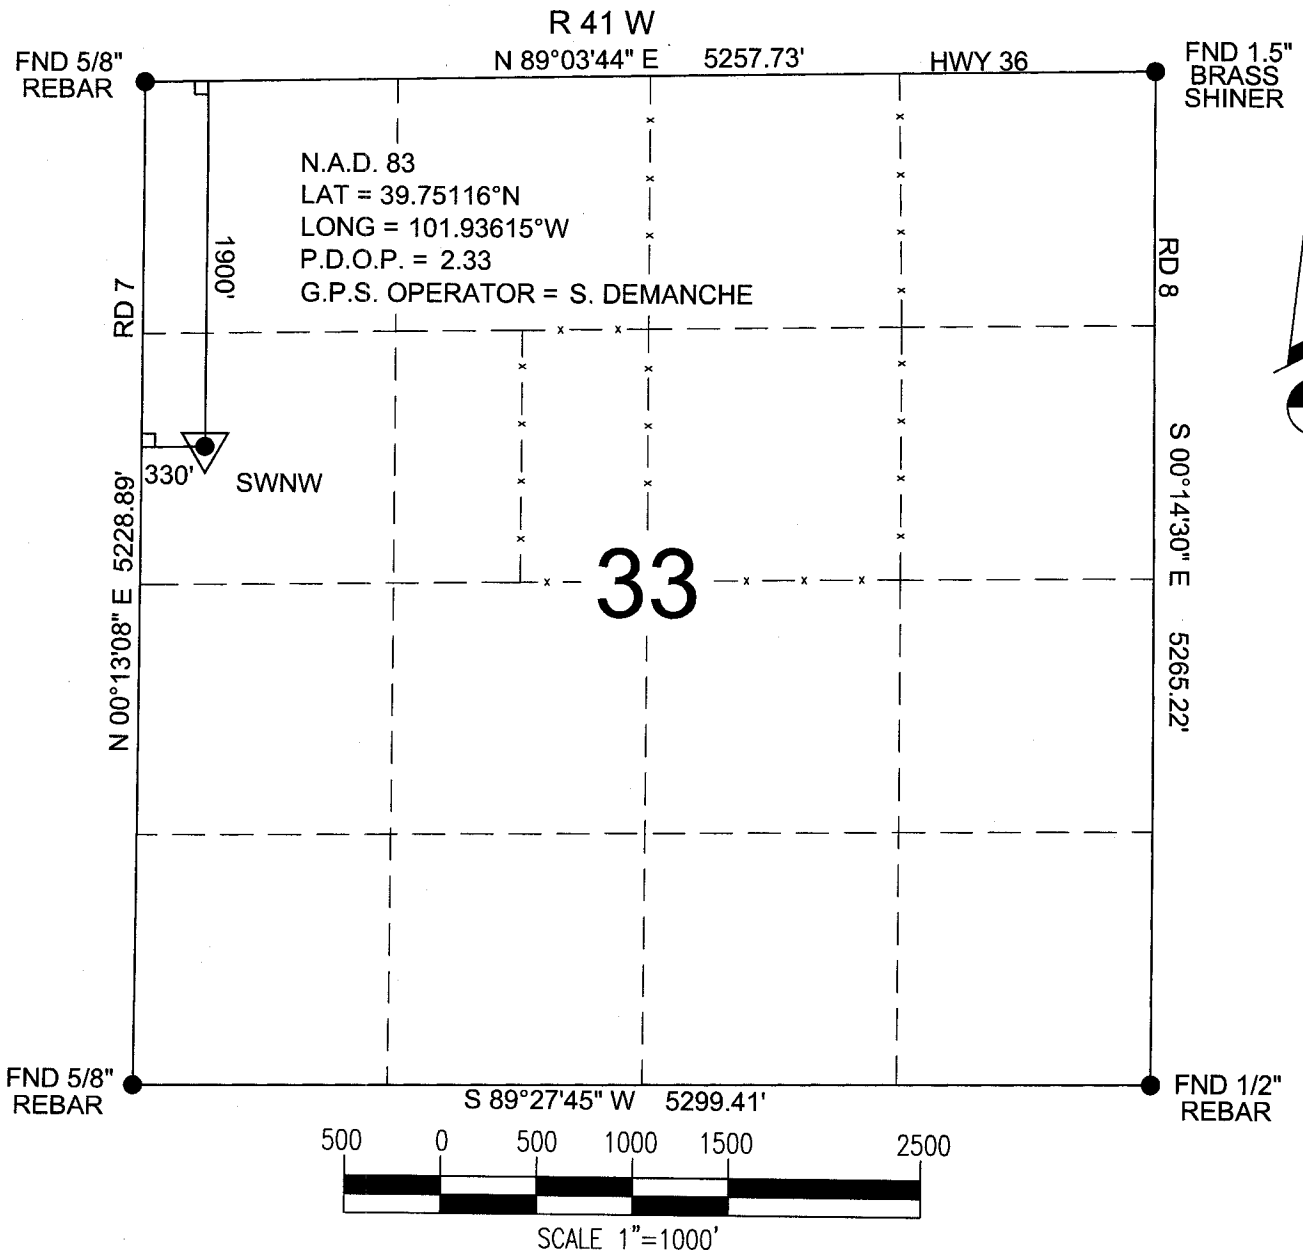 R 41 W
N 89°03'44" E 5257.73' HWY 36
FND 5/8"
REBAR
FND 1.5"
BRASS
SHINER
N.A.D. 83
LAT = 39.75116°N
LONG = 101.93615°W
P.D.O.P. = 2.33
G.P.S. OPERATOR = S. DEMANCHE
1900'
RD 7
RD 8
330'
SWNW
N 00°13'08" E 5228.89'
S 00°14'30" E 5265.22'
33
FND 5/8"
REBAR
S 89°27'45" W 5299.41'
FND 1/2"
REBAR
500 0 500 1000 1500 2500
SCALE 1"=1000'